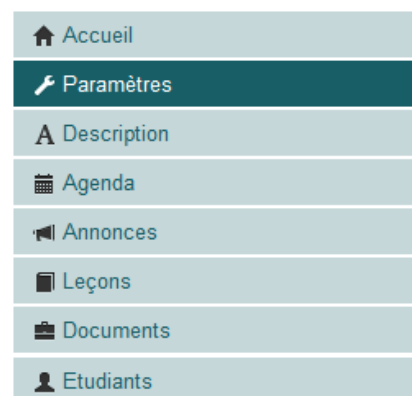 Accueil
Paramètres
Description
Agenda
Annonces
Leçons
Documents
Etudiants